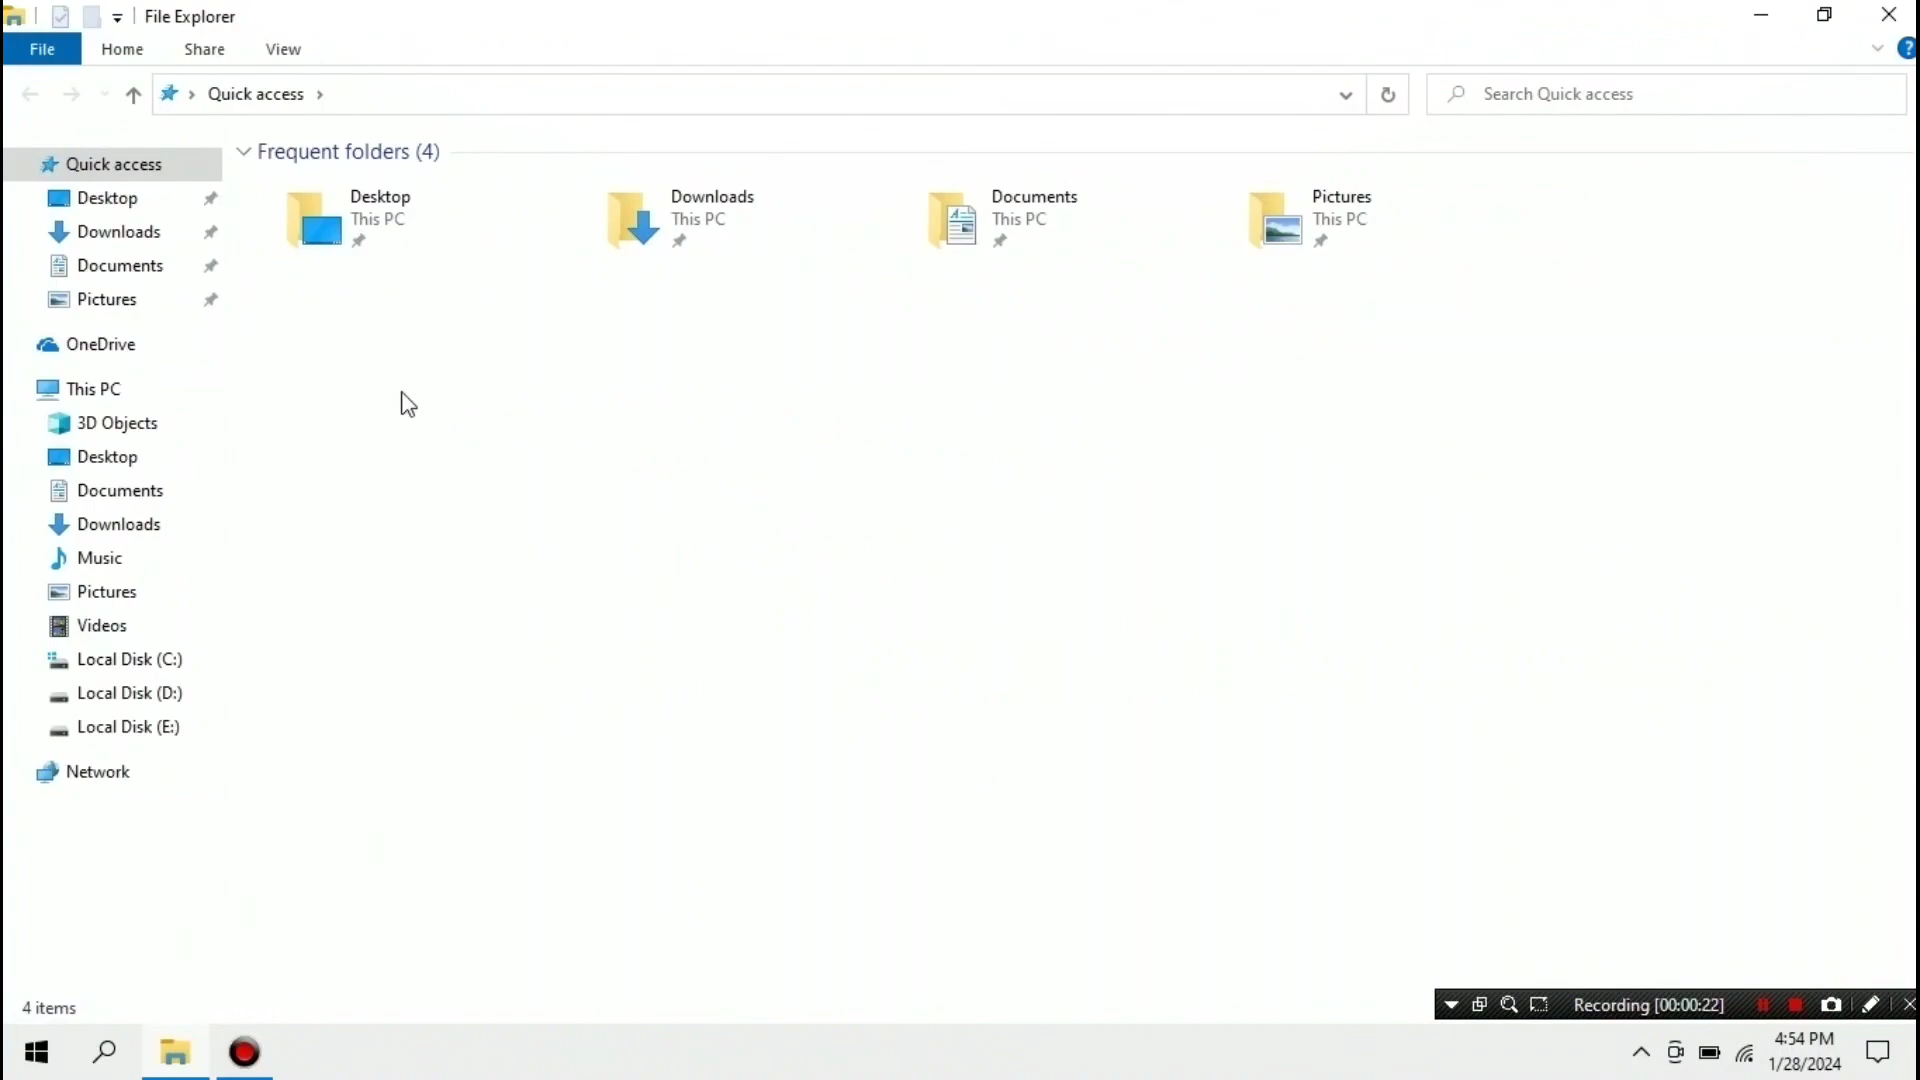 File Explorer
File Home Share View
Quick access
Search Quick access
Quick access
Desktop
Downloads
Documents
Pictures
OneDrive
This PC
3D Objects
Desktop
Documents
Downloads
Music
Pictures
Videos
Local Disk (C:)
Local Disk (D:)
Local Disk (E:)
Network
Frequent folders (4)
Desktop
This PC
Downloads
This PC
Documents
This PC
Pictures
This PC
4 items
Recording [00:00:22]
4:54 PM
1/28/2024